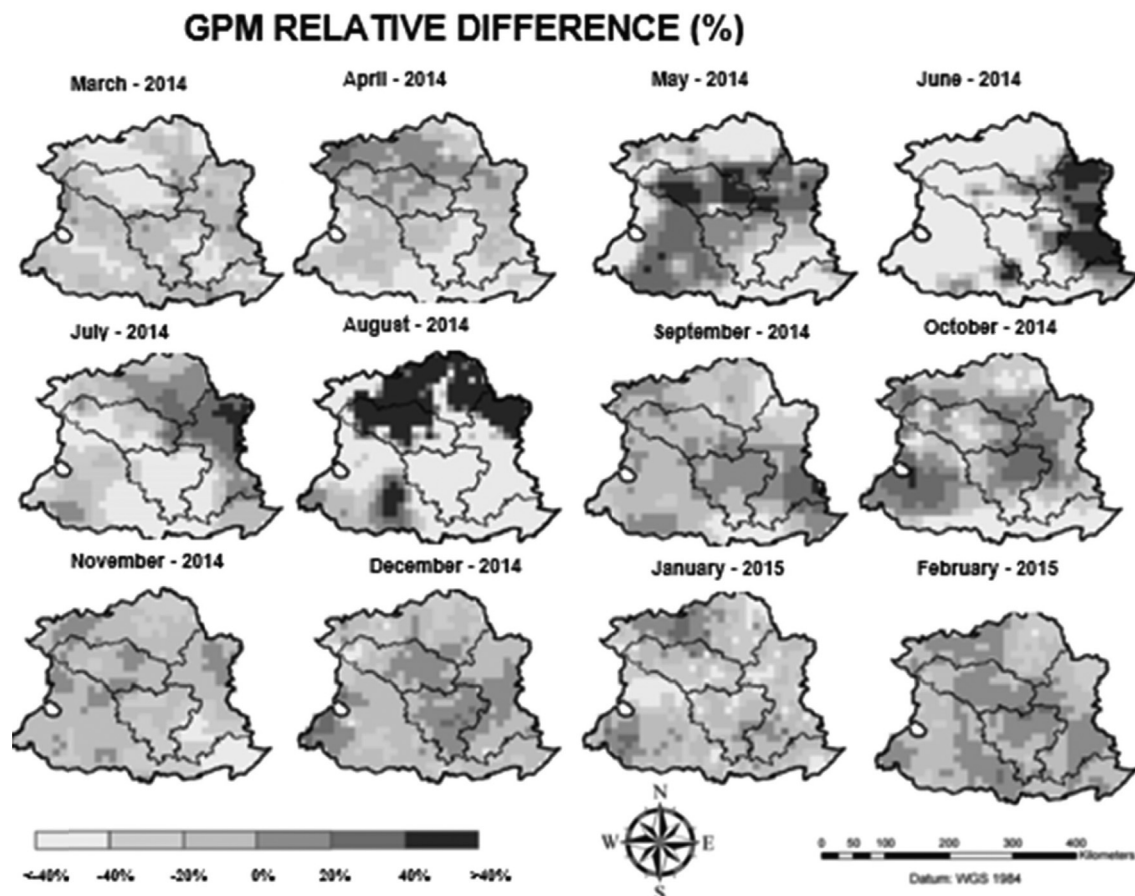 GPM RELATIVE DIFFERENCE (%)
March - 2014
April - 2014
May - 2014
June - 2014
July - 2014
August - 2014
September - 2014
October - 2014
November - 2014
December - 2014
January - 2015
February - 2015
N
W E
S
<-40% -40% -20% 0% 20% 40% >40%
0 50 100 200 300 400
Kilometers
Datum: WGS 1984